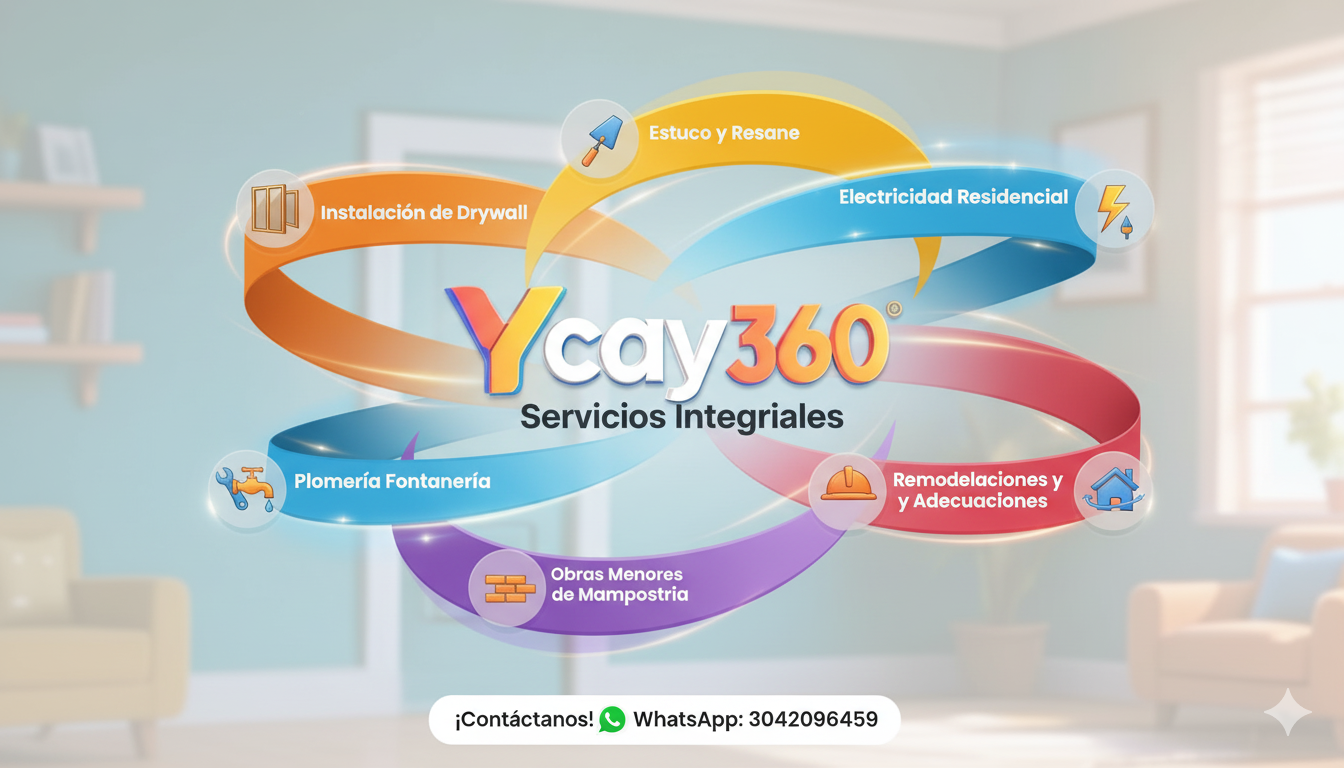 Estuco y Resane
Instalación de Drywall
Electricidad Residencial
Ycay360
Servicios Integriales
Plomería Fontanería
Remodelaciones y
y Adecuaciones
Obras Menores
de Mampostria
¡Contáctanos! WhatsApp: 3042096459